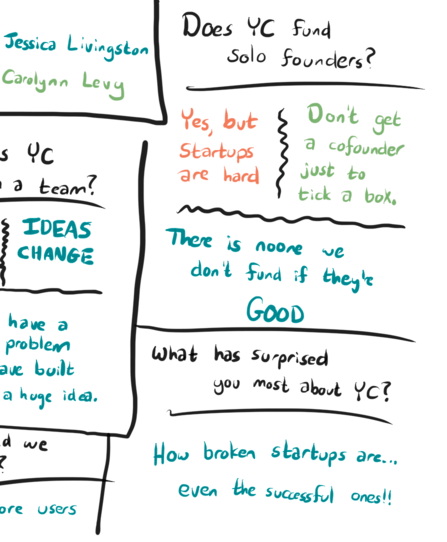 Jessica Livingston
Carolynn Levy
s YC
a team?
IDEAS
CHANGE
have a
problem
ave built
a huge idea.
d we
?
ore users
Does YC fund
solo founders?
Yes, but
Startups
are hard
Don't get
a cofounder
just to
tick a box.
There is noone we
don't fund if they're
GOOD
What has surprised
you most about YC?
How broken startups are...
even the successful ones!!